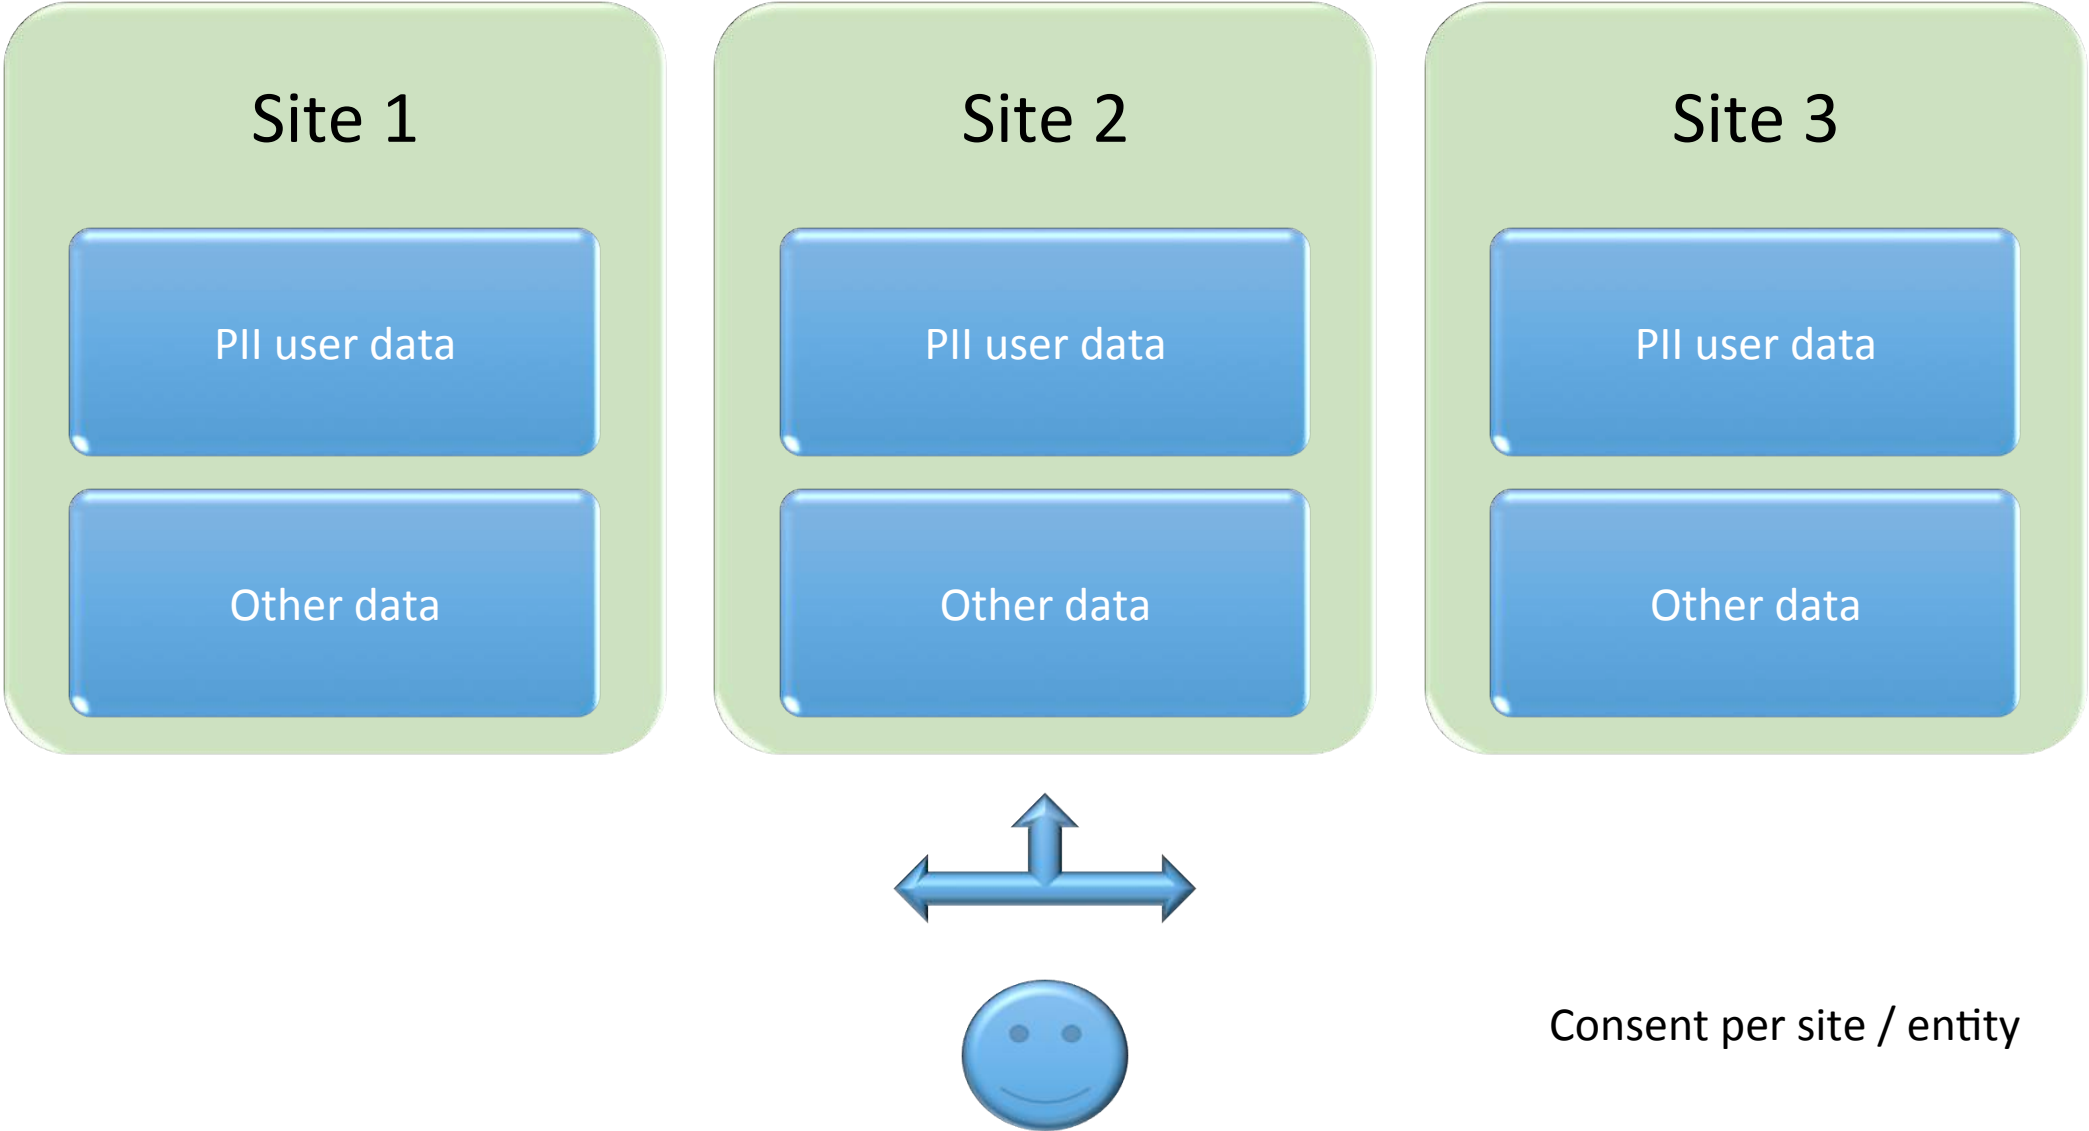 Site 1
Site 2
Site 3
PII user data
PII user data
PII user data
Other data
Other data
Other data
Consent per site / entity